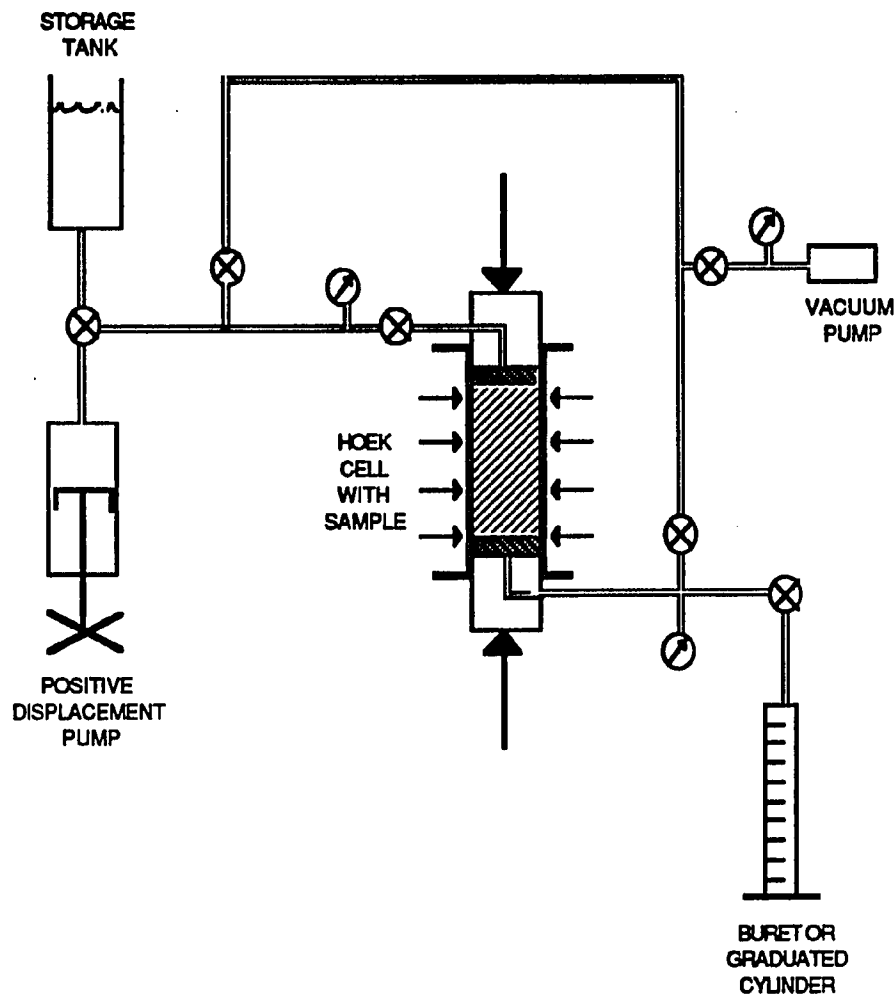 STORAGE
TANK
VACUUM
PUMP
HOEK
CELL
WITH
SAMPLE
POSITIVE
DISPLACEMENT
PUMP
BURET OR
GRADUATED
CYLINDER